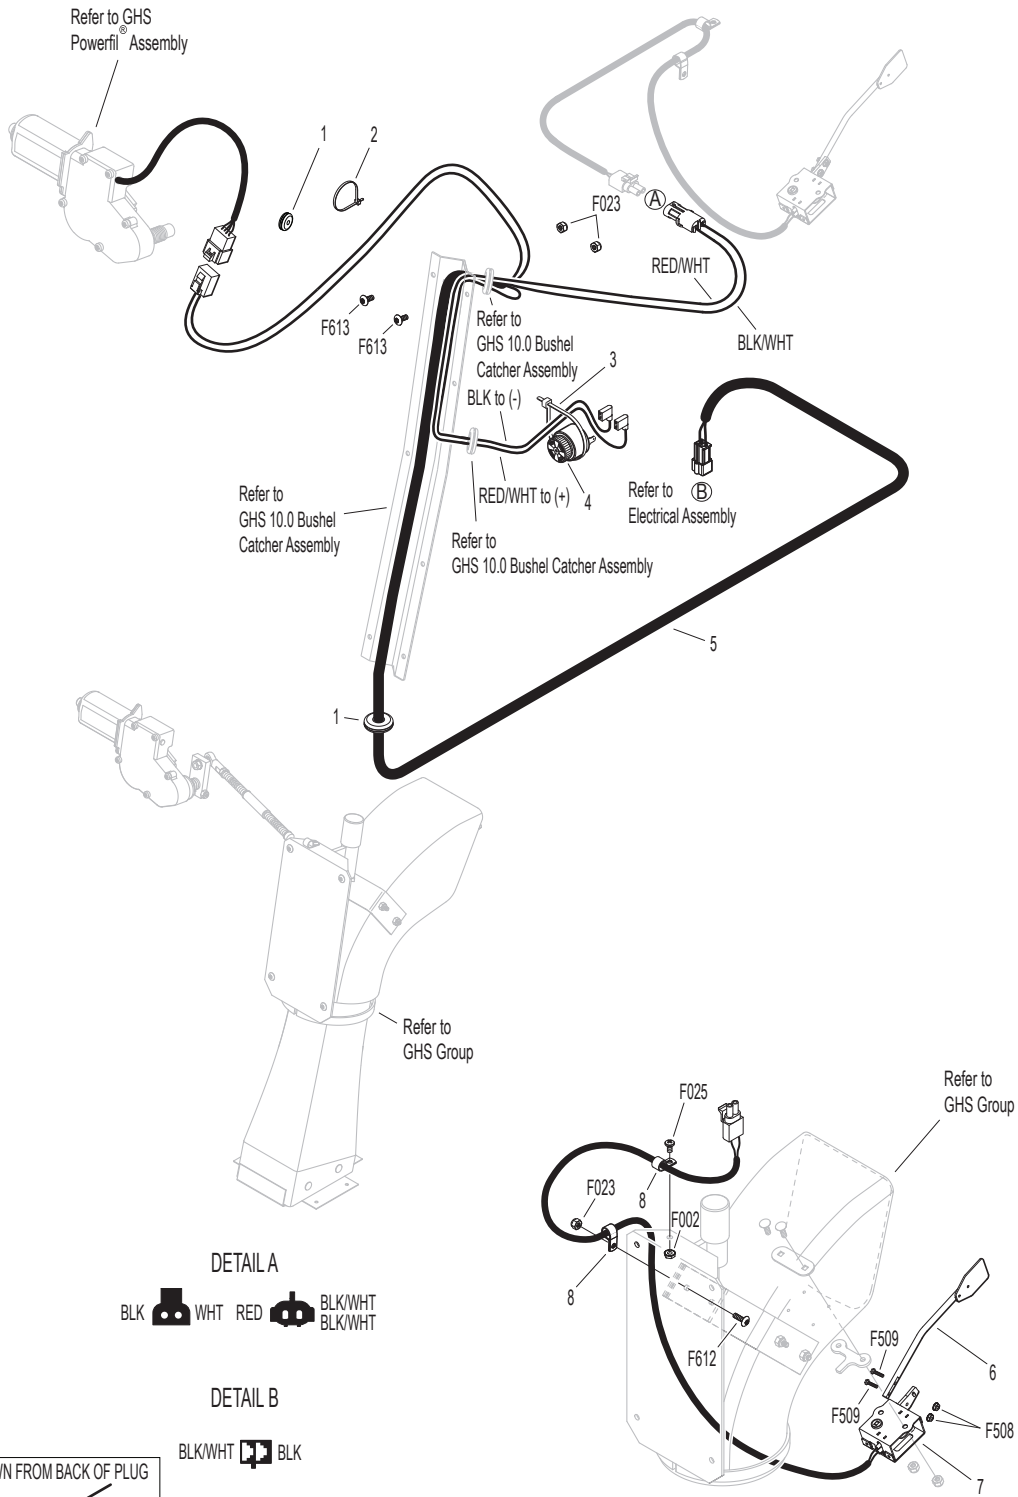 Refer to GHS
Powerfil® Assembly
1
2
F023
A
RED/WHT
BLK/WHT
F613
F613
Refer to
GHS 10.0 Bushel
Catcher Assembly
3
BLK to (-)
RED/WHT to (+)
4
Refer to
GHS 10.0 Bushel
Catcher Assembly
Refer to
GHS 10.0 Bushel Catcher Assembly
Refer to B
Electrical Assembly
5
1
Refer to
GHS Group
Refer to
GHS Group
F025
8
F023
F002
8
F612
F509
F509
6
F508
7
DETAIL A
BLK WHT RED BLK/WHT
BLK/WHT
DETAIL B
BLK/WHT BLK
FROM BACK OF PLUG